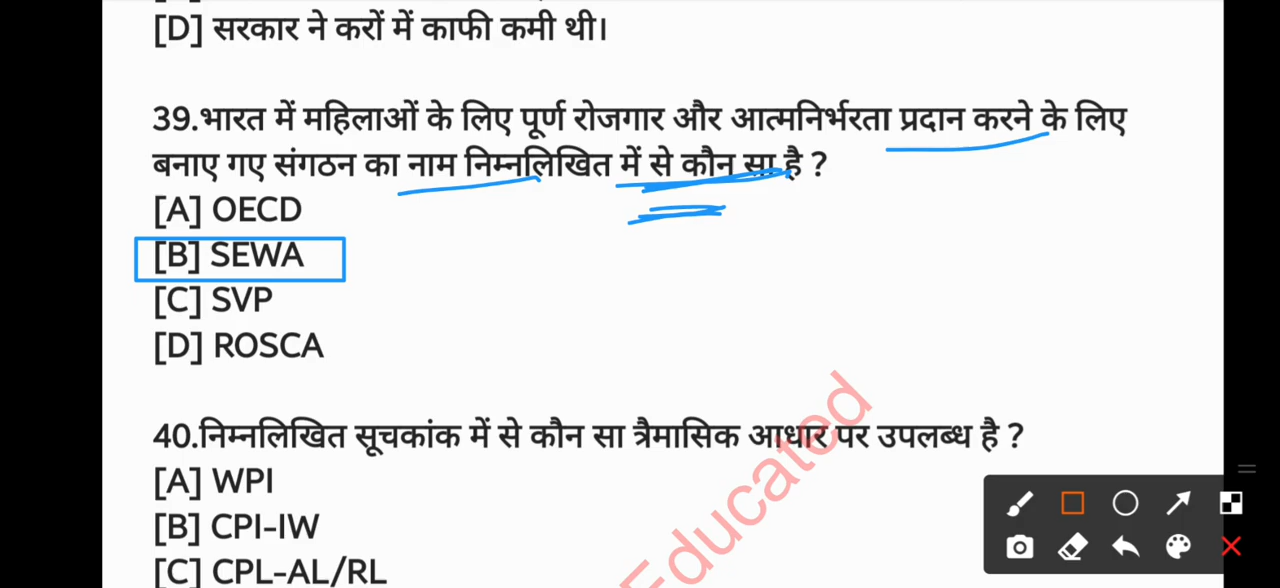 [D] सरकार ने करों में काफी कमी थी।
39.भारत में महिलाओं के लिए पूर्ण रोजगार और आत्मनिर्भरता प्रदान करने के लिए
बनाए गए संगठन का नाम निम्नलिखित में से कौन सा है ?
[A] OECD
[B] SEWA
[C] SVP
[D] ROSCA
40.निम्नलिखित सूचकांक में से कौन सा त्रैमासिक आधार पर उपलब्ध है ?
[A] WPI
[B] CPI-IW
[C] CPL-AL/RL
Educated